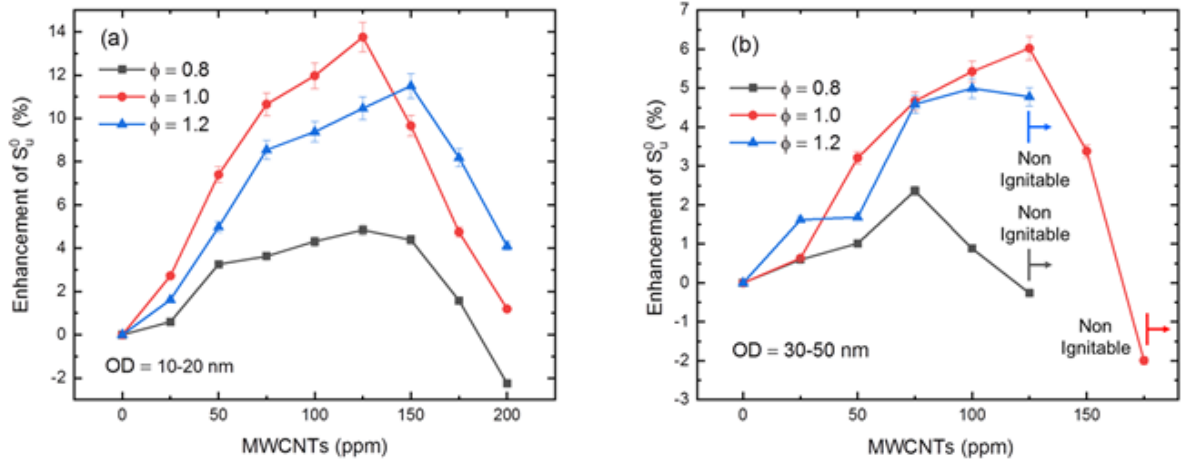 (a)
ϕ = 0.8
ϕ = 1.0
ϕ = 1.2
OD = 10-20 nm
14
12
10
8
6
4
2
0
-2
0 50 100 150 200
Enhancement of S_u^0 (%)
MWCNTs (ppm)
(b)
ϕ = 0.8
ϕ = 1.0
ϕ = 1.2
Non
Ignitable
Non
Ignitable
Non
Ignitable
OD = 30-50 nm
7
6
5
4
3
2
1
0
-1
-2
-3
0 50 100 150
Enhancement of S_u^0 (%)
MWCNTs (ppm)